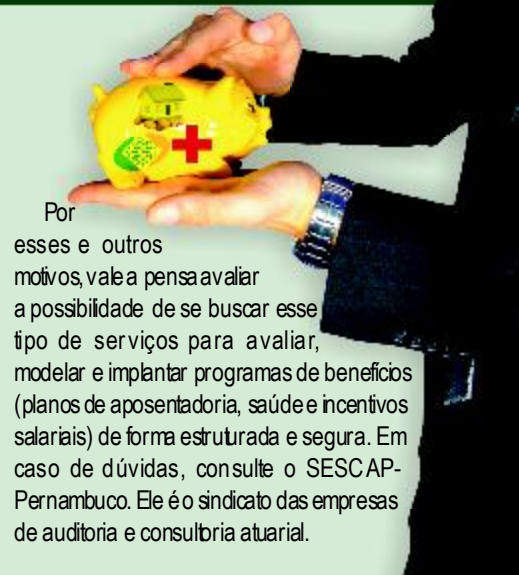 Por
esses e outros
motivos, vale a pensa avaliar
a possibilidade de se buscar esse
tipo de serviços para avaliar,
modelar e implantar programas de benefícios
(planos de aposentadoria, saúde e incentivos
salariais) de forma estruturada e segura. Em
caso de dúvidas, consulte o SESCAP-
Pernambuco. Ele é o sindicato das empresas
de auditoria e consultoria atuarial.